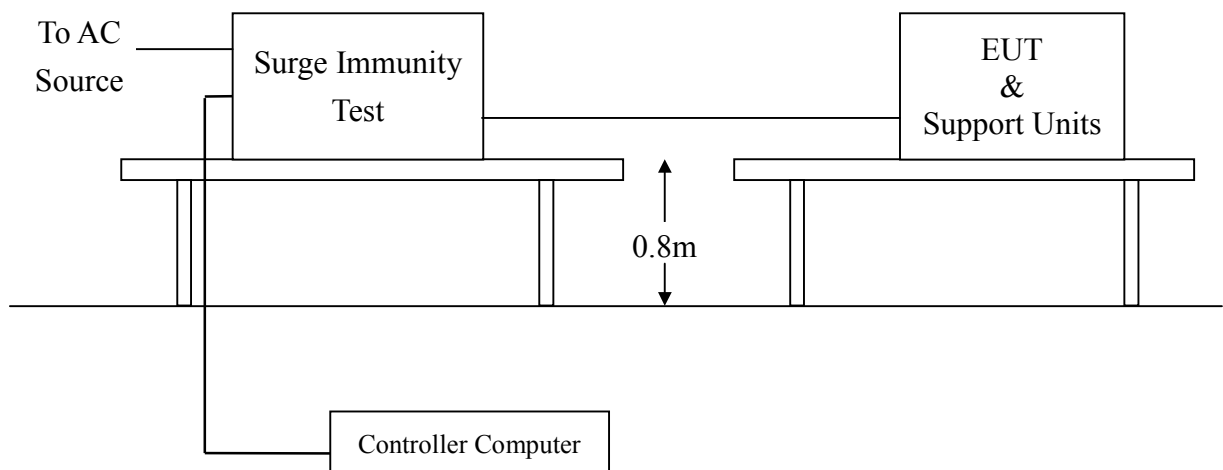 To AC
Source
Surge Immunity
Test
EUT
&
Support Units
0.8m
Controller Computer